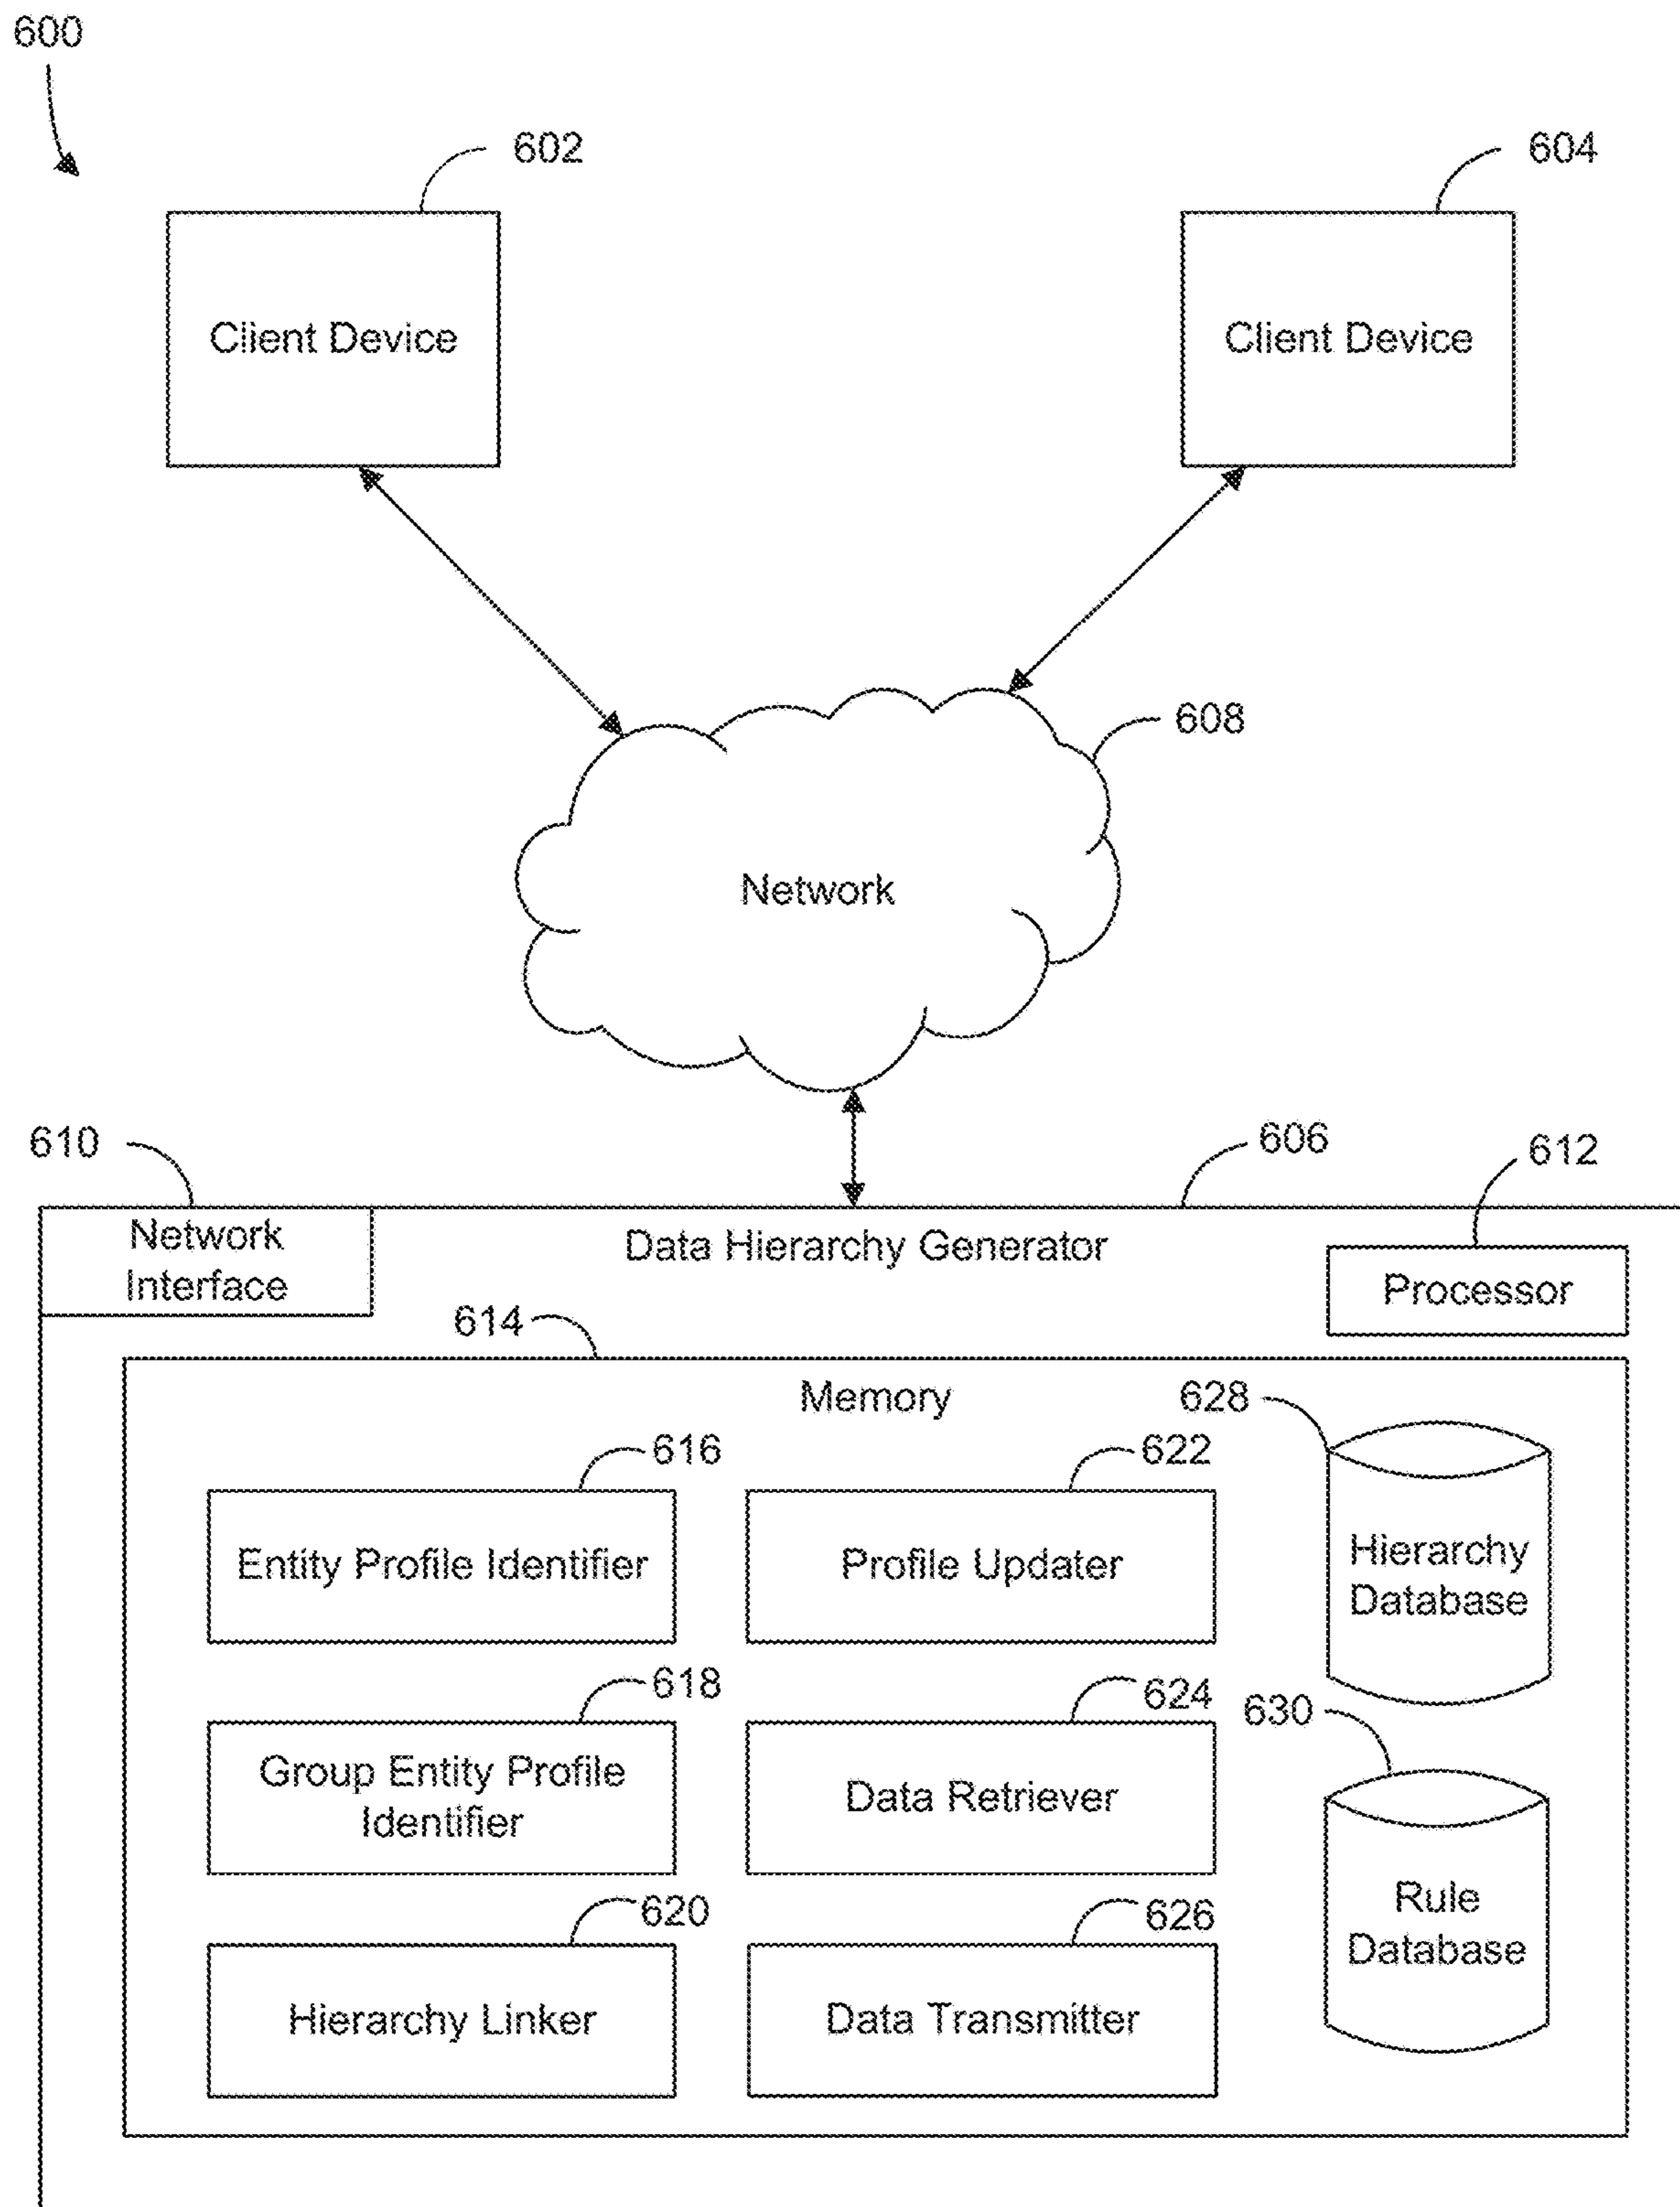 600
602
604
Client Device
Client Device
608
Network
610
606
612
Network
Interface
Data Hierarchy Generator
Processor
614
Memory
628
616
622
Entity Profile Identifier
Profile Updater
Hierarchy
Database
618
624
630
Group Entity Profile
Identifier
Data Retriever
Rule
Database
620
626
Hierarchy Linker
Data Transmitter